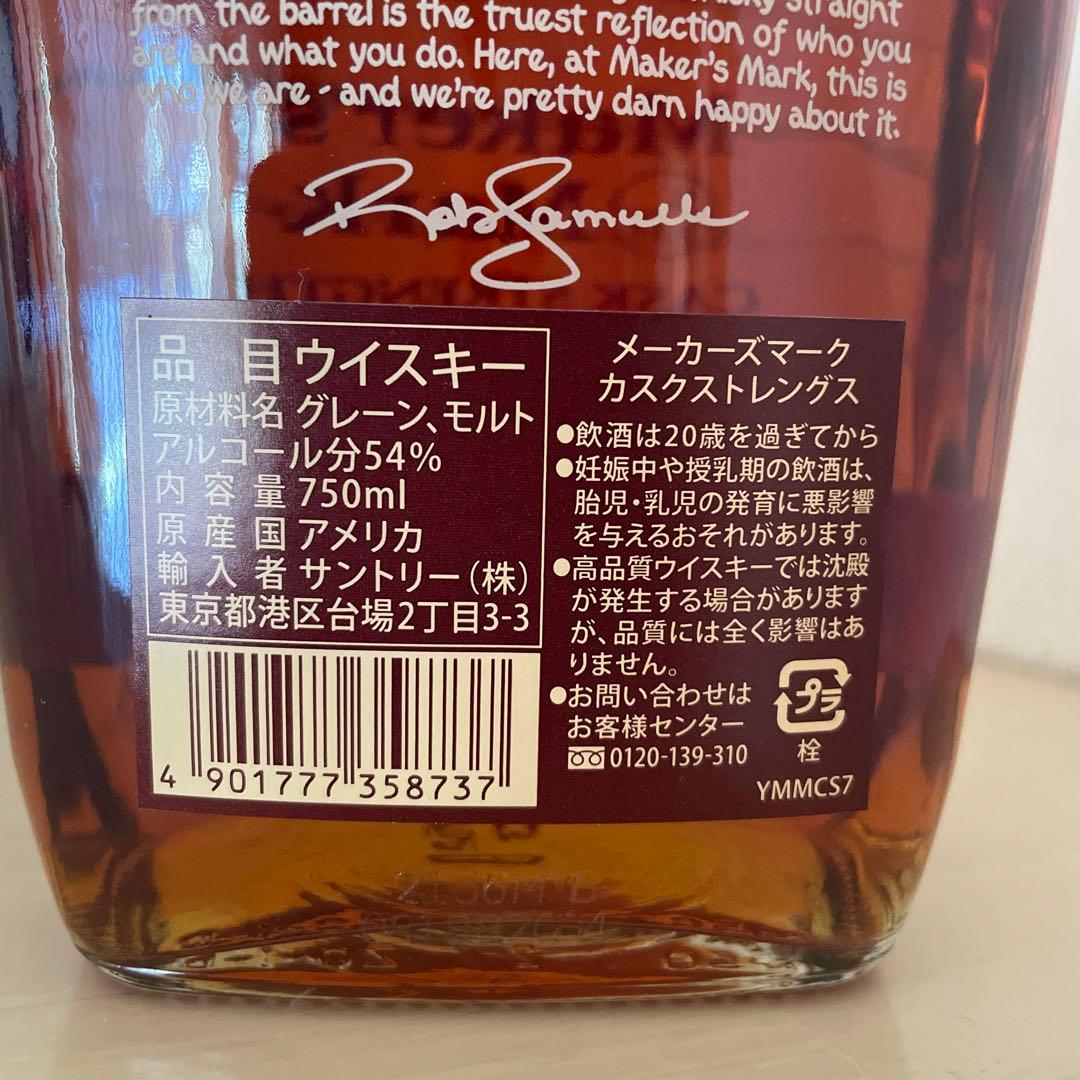 straight
from the barrel is the truest reflection of who you
are and what you do. Here, at Maker's Mark, this is
who we are - and we're pretty darn happy about it.
Rob Samuels
品目 ウイスキー
原材料名 グレーン、モルト
アルコール分54%
内容量 750ml
原産国 アメリカ
輸入者 サントリー(株)
東京都港区台場2丁目3-3
4 901777 358737
メーカーズマーク
カスクストレングス
●飲酒は20歳を過ぎてから
●妊娠中や授乳期の飲酒は、
胎児・乳児の発育に悪影響
を与えるおそれがあります。
●高品質ウイスキーでは沈殿
が発生する場合があります
が、品質には全く影響はあ
りません。
●お問い合わせは
お客様センター
0120-139-310
プラ
栓
YMMCS7